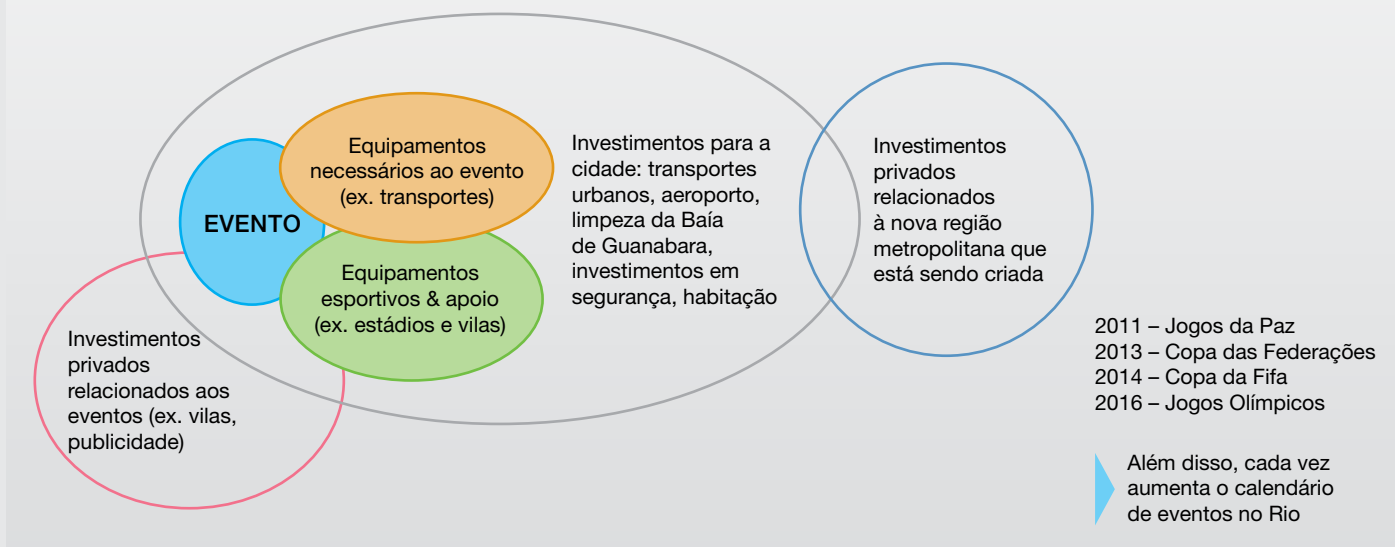 EVENTO
Equipamentos
necessários ao evento
(ex. transportes)
Equipamentos
esportivos & apoio
(ex. estádios e vilas)
Investimentos
privados
relacionados aos
eventos (ex. vilas,
publicidade)
Investimentos para a
cidade: transportes
urbanos, aeroporto,
limpeza da Baía
de Guanabara,
investimentos em
segurança, habitação
Investimentos
privados
relacionados
à nova região
metropolitana que
está sendo criada
2011 – Jogos da Paz
2013 – Copa das Federações
2014 – Copa da Fifa
2016 – Jogos Olímpicos
Além disso, cada vez
aumenta o calendário
de eventos no Rio